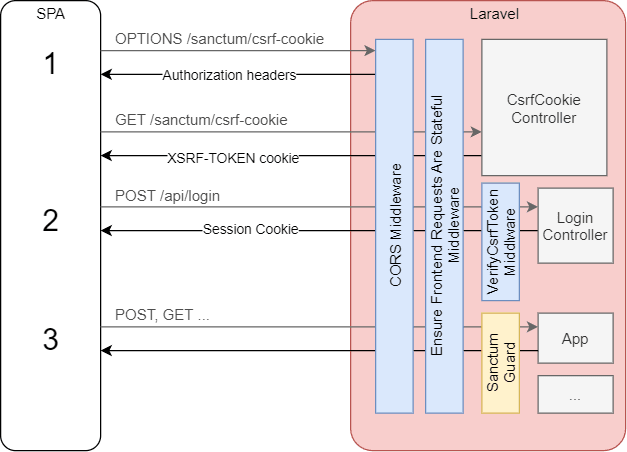 SPA
Laravel
1
OPTIONS /sanctum/csrf-cookie
Authorization headers
GET /sanctum/csrf-cookie
XSRF-TOKEN cookie
CsrfCookie
Controller
2
POST /api/login
Session Cookie
CORS Middleware
Ensure Frontend Requests Are Stateful
Middleware
VerifyCsrfToken
Middlware
Login
Controller
3
POST, GET ...
Sanctum
Guard
App
...